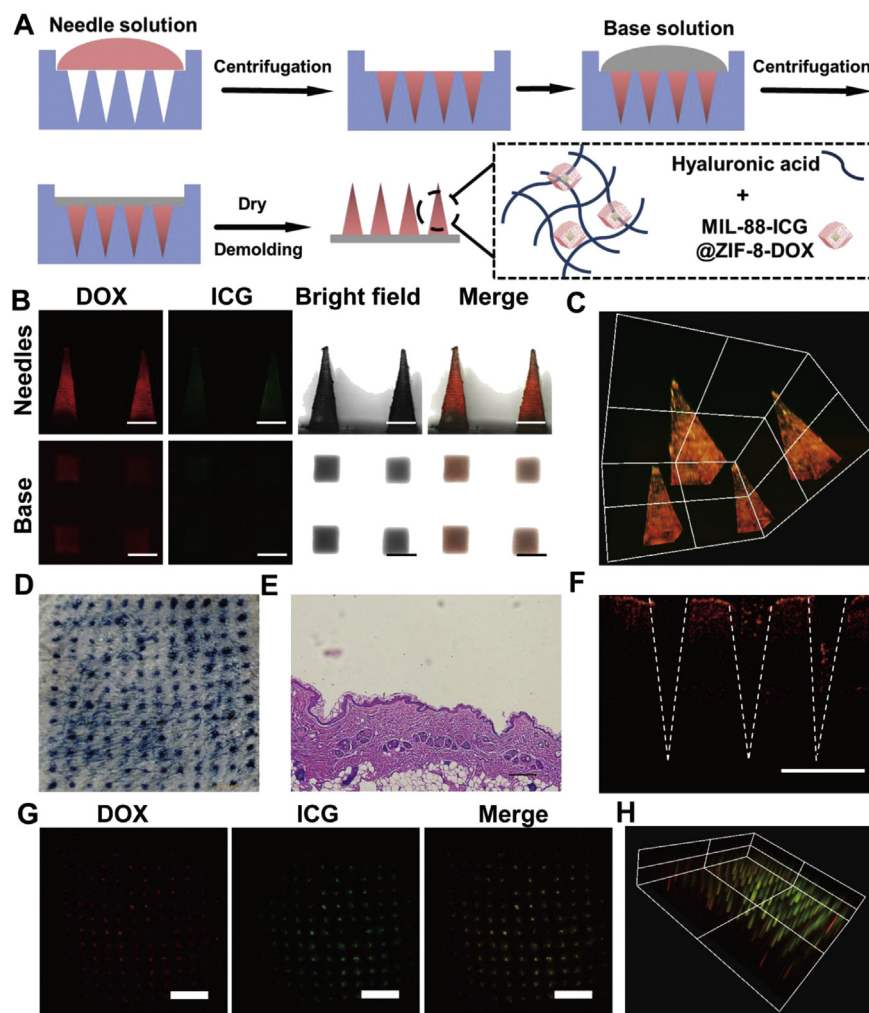 A
Needle solution
Base solution
Centrifugation
Centrifugation
Dry
Demolding
Hyaluronic acid
+
MIL-88-ICG
@ZIF-8-DOX
B
DOX
ICG
Bright field
Merge
C
Needles
Base
D
E
F
G
DOX
ICG
Merge
H